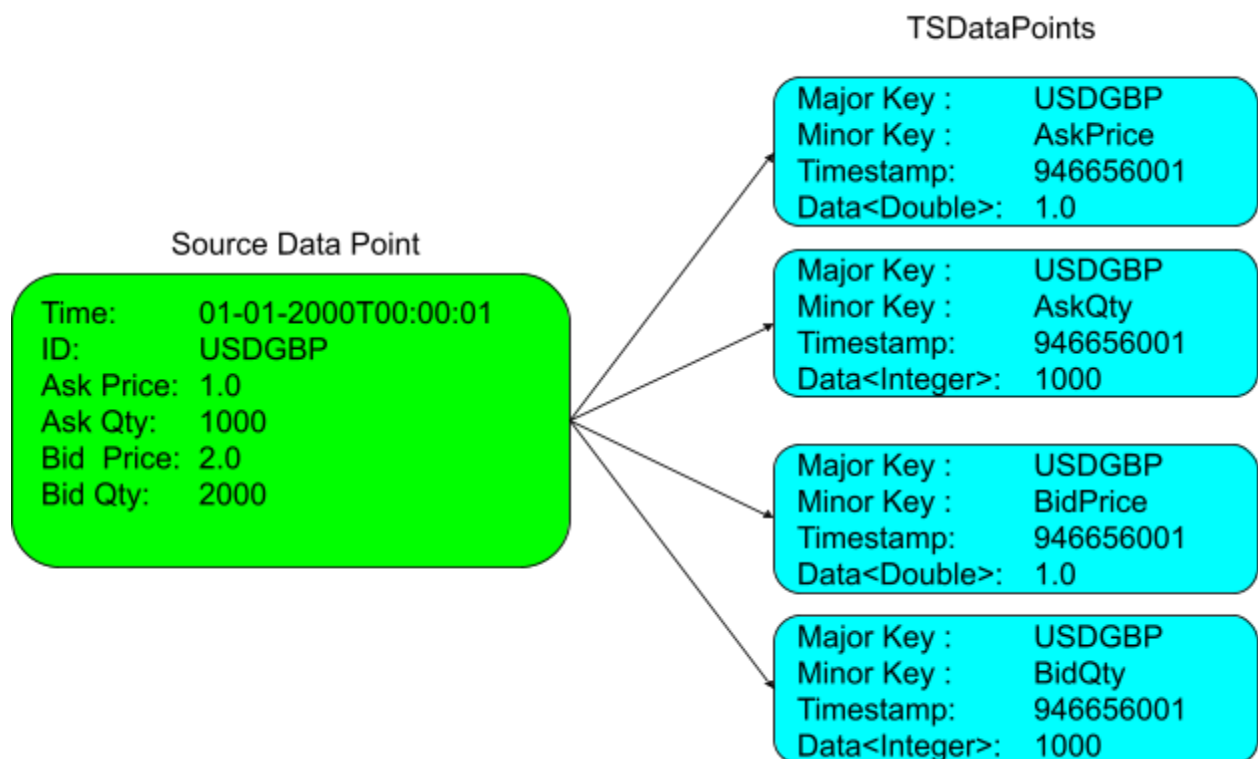 TSDataPoints
Major Key : USDGBP
Minor Key : AskPrice
Timestamp: 946656001
Data<Double>: 1.0
Source Data Point
Time: 01-01-2000T00:00:01
ID: USDGBP
Ask Price: 1.0
Ask Qty: 1000
Bid Price: 2.0
Bid Qty: 2000
Major Key : USDGBP
Minor Key : AskQty
Timestamp: 946656001
Data<Integer>: 1000
Major Key : USDGBP
Minor Key : BidPrice
Timestamp: 946656001
Data<Double>: 1.0
Major Key : USDGBP
Minor Key : BidQty
Timestamp: 946656001
Data<Integer>: 1000